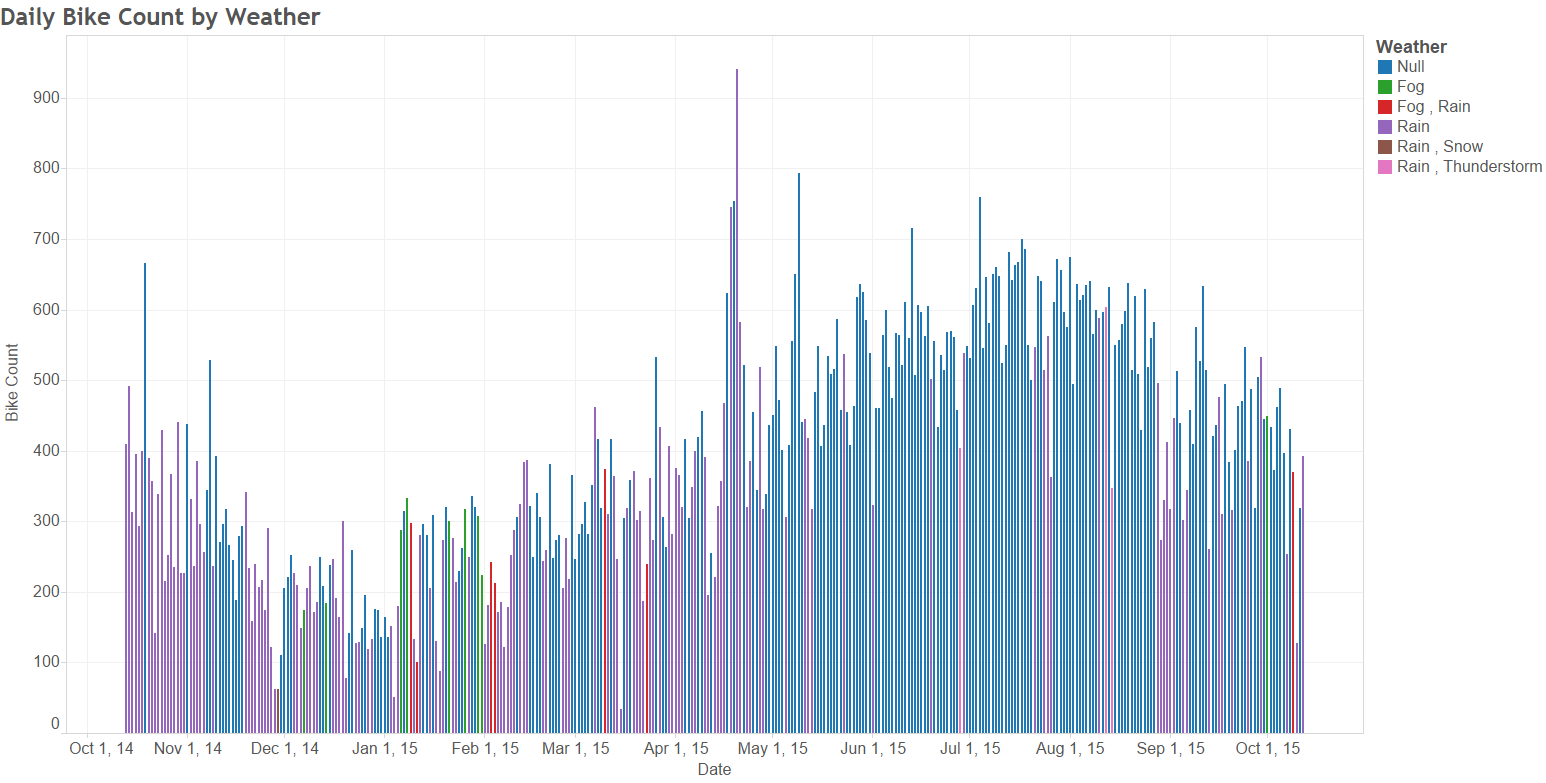 Daily Bike Count by Weather
Weather
Null
Fog
Fog , Rain
Rain
Rain , Snow
Rain , Thunderstorm
Bike Count
900
800
700
600
500
400
300
200
100
0
Oct 1, 14 Nov 1, 14 Dec 1, 14 Jan 1, 15 Feb 1, 15 Mar 1, 15 Apr 1, 15 May 1, 15 Jun 1, 15 Jul 1, 15 Aug 1, 15 Sep 1, 15 Oct 1, 15
Date